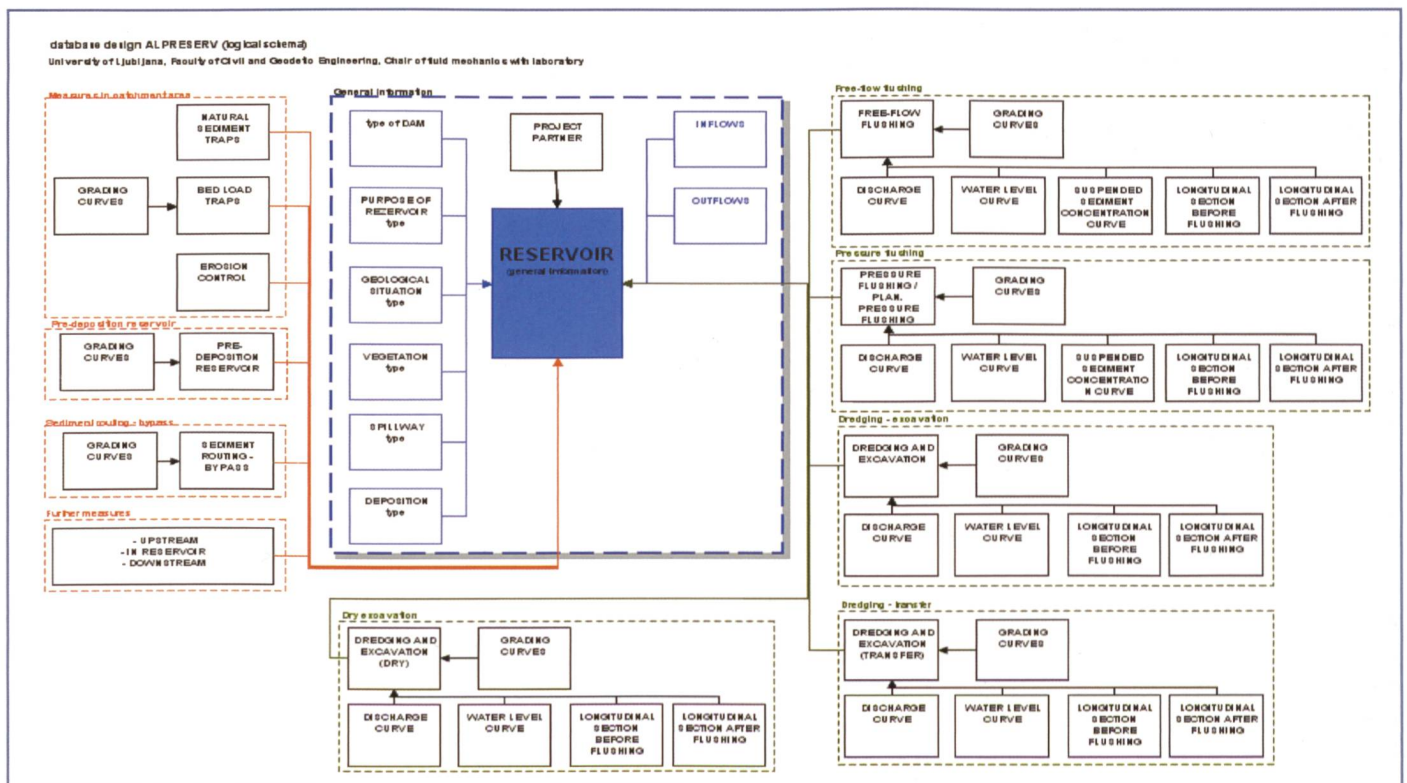 database design ALPRESERV (logical schema)
University of Ljubljana, Faculty of Civil and Geodetic Engineering, Chair of fluid mechanics with laboratory
Measures in catchment area
NATURAL
SEDIMENT
TRAPS
GRADING
CURVES
BED LOAD
TRAPS
EROSION
CONTROL
Pre-deposition reservoir
GRADING
CURVES
PRE-
DEPOSITION
RESERVOIR
Sediment routing - bypass
GRADING
CURVES
SEDIMENT
ROUTING -
BYPASS
Further measures
- UPSTREAM
- IN RESERVOIR
- DOWNSTREAM
General information
type of DAM
PURPOSE OF
REZERVOIR
type
GEOLOGICAL
SITUATION
type
VEGETATION
type
SPILLWAY
type
DEPOSITION
type
PROJECT
PARTNER
RESERVOIR
(general information)
INFLOWS
OUTFLOWS
Free-flow flushing
FREE-FLOW
FLUSHING
GRADING
CURVES
DISCHARGE
CURVE
WATER LEVEL
CURVE
SUSPENDED
SEDIMENT
CONCENTRATION
CURVE
LONGITUDINAL
SECTION
BEFORE
FLUSHING
LONGITUDINAL
SECTION AFTER
FLUSHING
Pressure flushing
PRESSURE
FLUSHING /
PLAN.
PRESSURE
FLUSHING
GRADING
CURVES
DISCHARGE
CURVE
WATER LEVEL
CURVE
SUSPENDED
SEDIMENT
CONCENTRATIO
N CURVE
LONGITUDINAL
SECTION
BEFORE
FLUSHING
LONGITUDINAL
SECTION AFTER
FLUSHING
Dredging - excavation
DREDGING AND
EXCAVATION
GRADING
CURVES
DISCHARGE
CURVE
WATER LEVEL
CURVE
LONGITUDINAL
SECTION
BEFORE
FLUSHING
LONGITUDINAL
SECTION AFTER
FLUSHING
Dry excavation
DREDGING AND
EXCAVATION
(DRY)
GRADING
CURVES
DISCHARGE
CURVE
WATER LEVEL
CURVE
LONGITUDINAL
SECTION
BEFORE
FLUSHING
LONGITUDINAL
SECTION AFTER
FLUSHING
Dredging - transfer
DREDGING AND
EXCAVATION
(TRANSFER)
GRADING
CURVES
DISCHARGE
CURVE
WATER LEVEL
CURVE
LONGITUDINAL
SECTION
BEFORE
FLUSHING
LONGITUDINAL
SECTION AFTER
FLUSHING